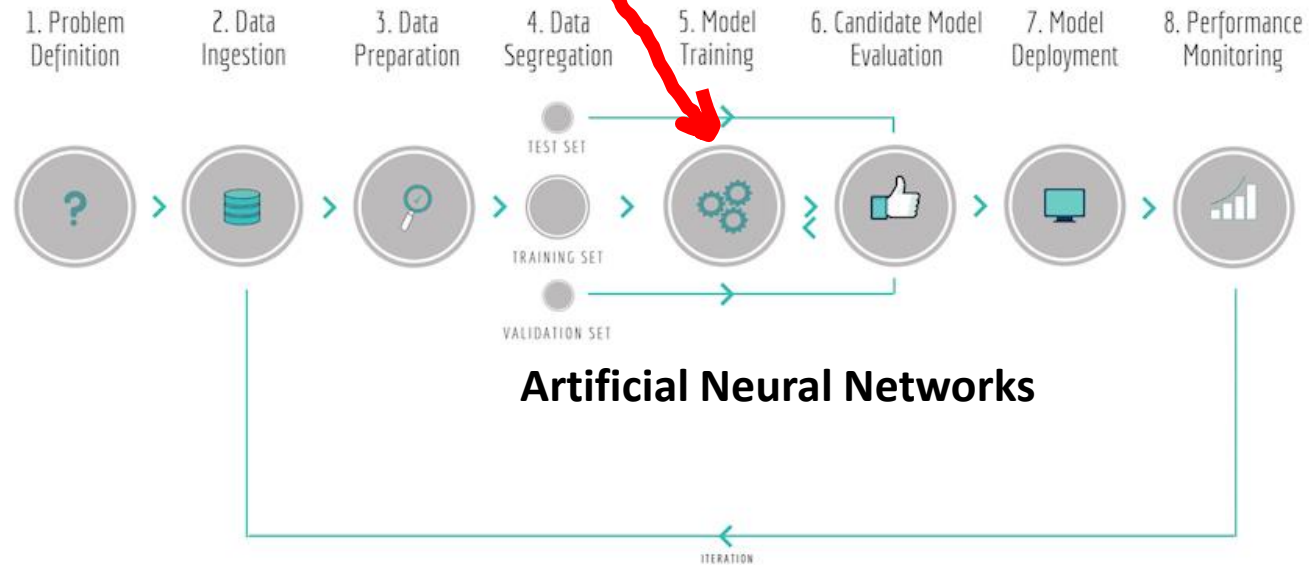 1. Problem
Definition
2. Data
Ingestion
3. Data
Preparation
4. Data
Segregation
5. Model
Training
6. Candidate Model
Evaluation
7. Model
Deployment
8. Performance
Monitoring
TEST SET
?
TRAINING SET
VALIDATION SET
Artificial Neural Networks
ITERATION